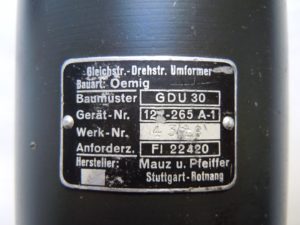 Gleichstr.-Drehstr. Umformer
Bauart: Oemig
Baumuster GDU 30
Gerät-Nr. 127-265 A-1
Werk-Nr.
Anforderz. Fl 22420
Hersteller: Mauz u. Pfeiffer
Stuttgart-Botnang